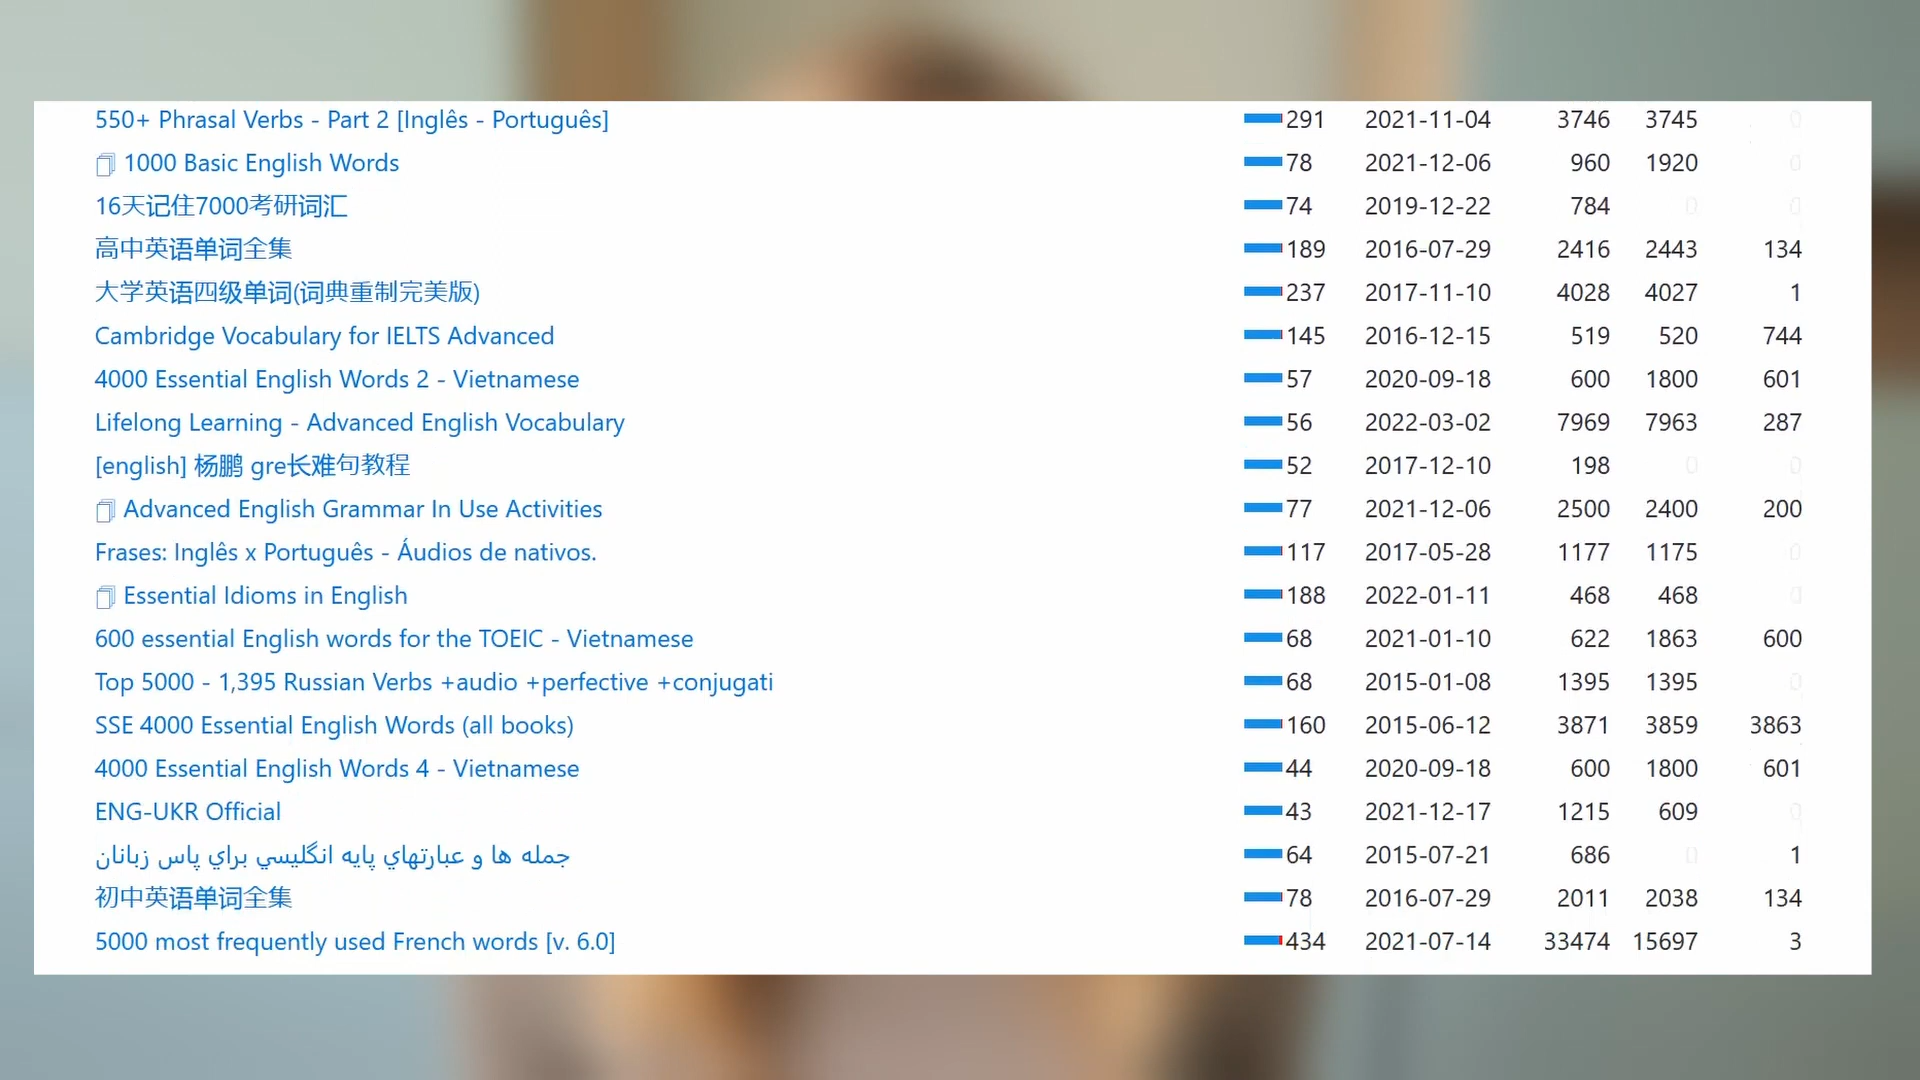 550+ Phrasal Verbs - Part 2 [Inglês - Português] 291 2021-11-04 3746 3745 0
1000 Basic English Words 78 2021-12-06 960 1920 0
16天记住7000考研词汇 74 2019-12-22 784 0 0
高中英语单词全集 189 2016-07-29 2416 2443 134
大学英语四级单词(词典重制完美版) 237 2017-11-10 4028 4027 1
Cambridge Vocabulary for IELTS Advanced 145 2016-12-15 519 520 744
4000 Essential English Words 2 - Vietnamese 57 2020-09-18 600 1800 601
Lifelong Learning - Advanced English Vocabulary 56 2022-03-02 7969 7963 287
[english] 杨鹏 gre长难句教程 52 2017-12-10 198 0 0
Advanced English Grammar In Use Activities 77 2021-12-06 2500 2400 200
Frases: Inglês x Português - Áudios de nativos. 117 2017-05-28 1177 1175 0
Essential Idioms in English 188 2022-01-11 468 468 0
600 essential English words for the TOEIC - Vietnamese 68 2021-01-10 622 1863 600
Top 5000 - 1,395 Russian Verbs +audio +perfective +conjugati 68 2015-01-08 1395 1395 0
SSE 4000 Essential English Words (all books) 160 2015-06-12 3871 3859 3863
4000 Essential English Words 4 - Vietnamese 44 2020-09-18 600 1800 601
ENG-UKR Official 43 2021-12-17 1215 609 0
جمله ها و عبارتهاي پايه انگليسي براي پاس زبانان 64 2015-07-21 686 0 1
初中英语单词全集 78 2016-07-29 2011 2038 134
5000 most frequently used French words [v. 6.0] 434 2021-07-14 33474 15697 3